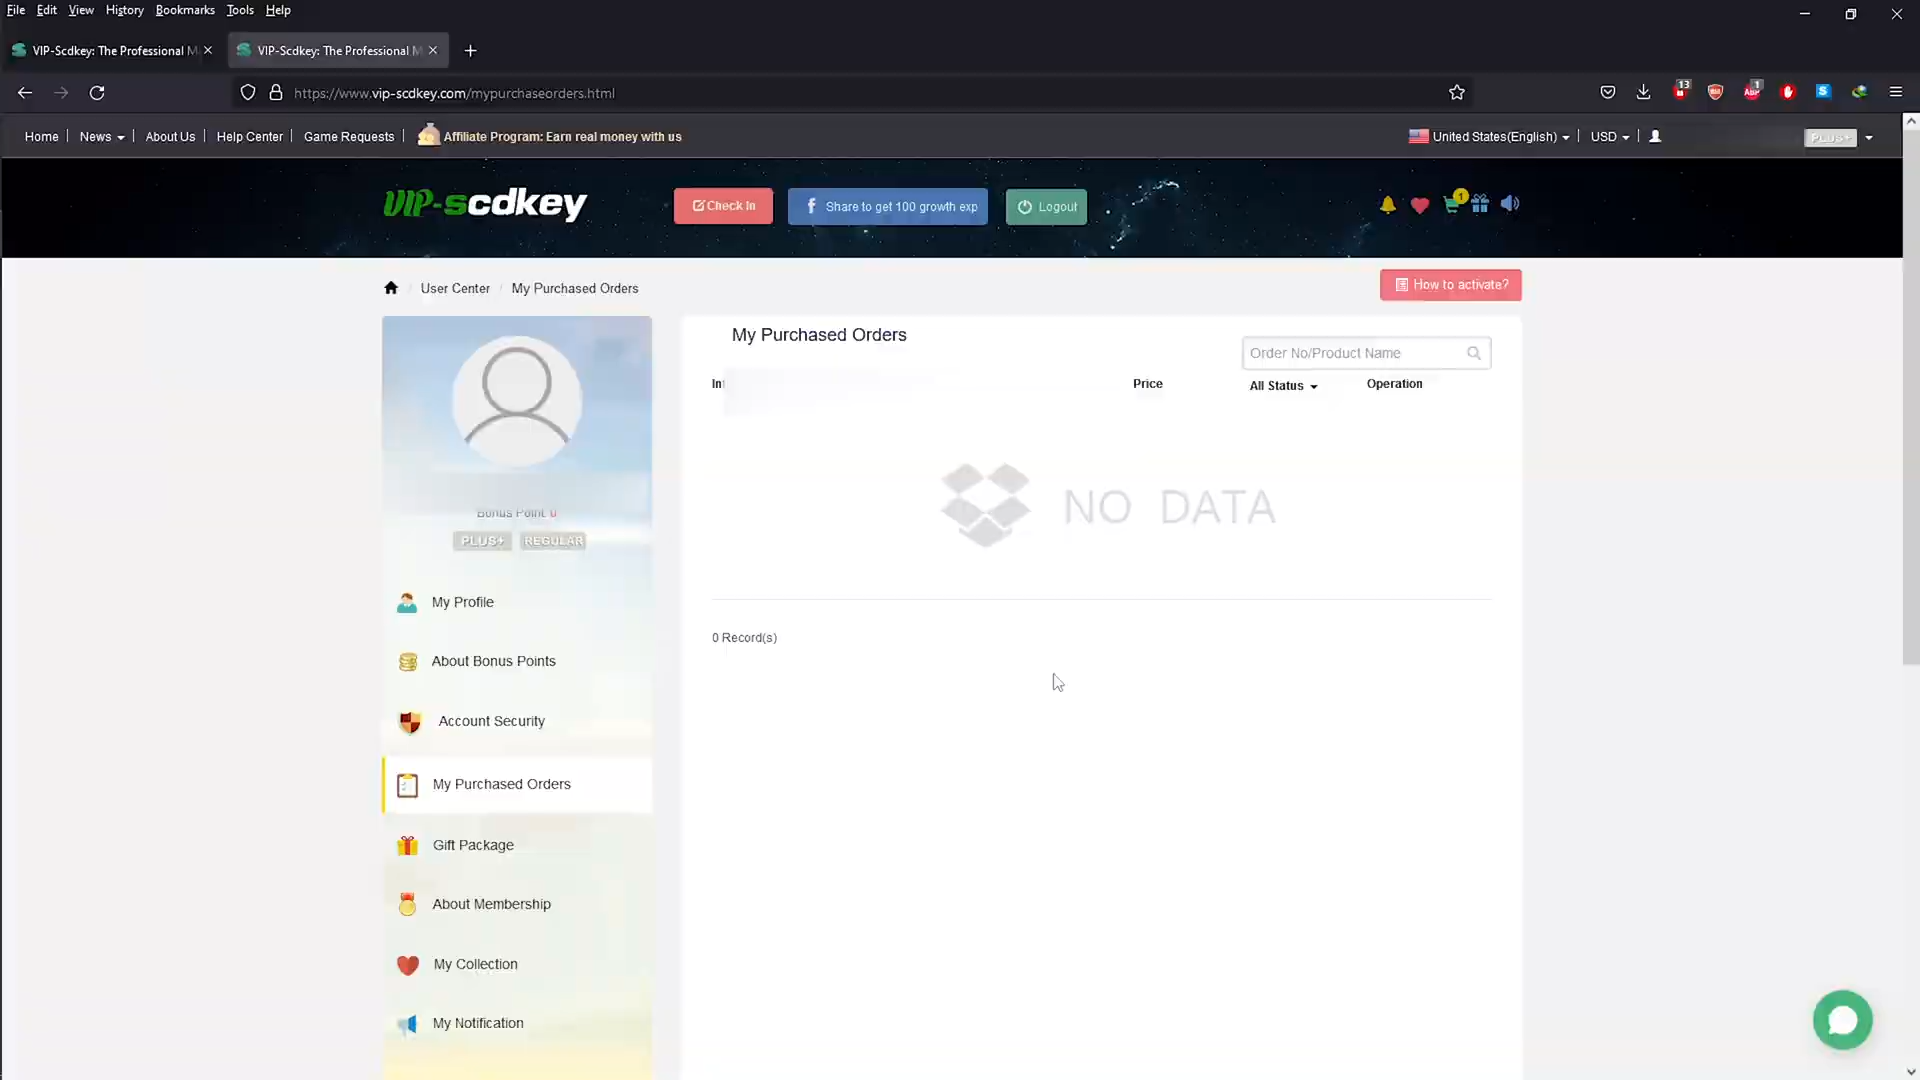 File Edit View History Bookmarks Tools Help
VIP-Scdkey: The Professional M
VIP-Scdkey: The Professional M
https://www.vip-scdkey.com/mypurchaseorders.html
13
1
Home News About Us Help Center Game Requests Affiliate Program: Earn real money with us United States(English) USD PLUS+
VIP-scdkey Check In f Share to get 100 growth exp Logout 1
User Center / My Purchased Orders How to activate?
My Purchased Orders
Order No/Product Name
Price All Status Operation
NO DATA
Bonus Point: 0
PLUS+ REGULAR
My Profile
0 Record(s)
About Bonus Points
Account Security
My Purchased Orders
Gift Package
About Membership
My Collection
My Notification